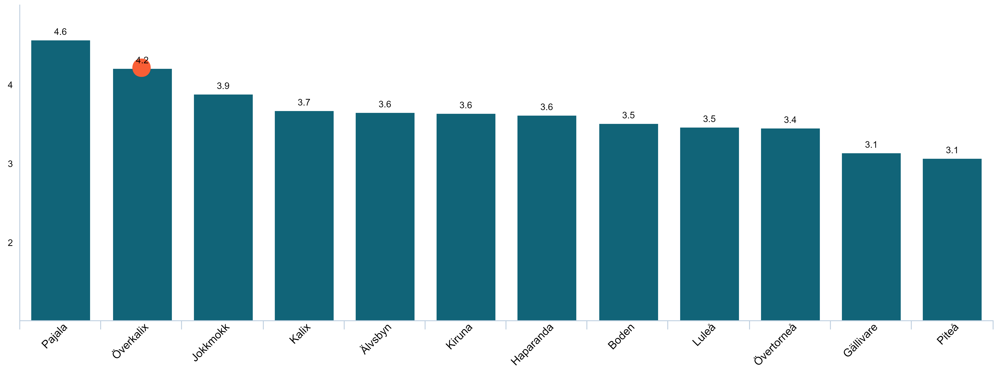 4.6
4.2
3.9
3.7
3.6
3.6
3.6
3.5
3.5
3.4
3.1
3.1
4
3
2
Pajala
Överkalix
Jokkmokk
Kalix
Älvsbyn
Kiruna
Haparanda
Boden
Luleå
Övertorneå
Gällivare
Piteå